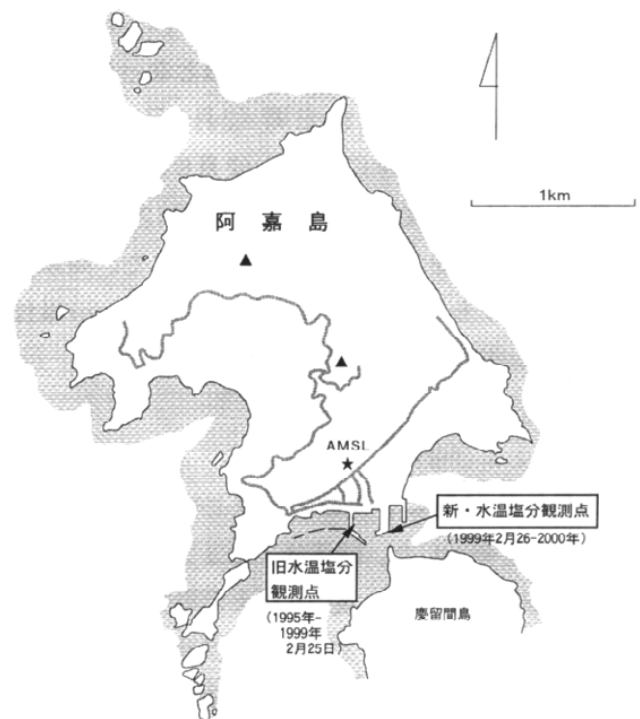 1km
阿嘉島
AMSL
新・水温塩分観測点
(1999年2月26-2000年)
旧水温塩分
観測点
(1995年-
1999年
2月25日)
慶留間島